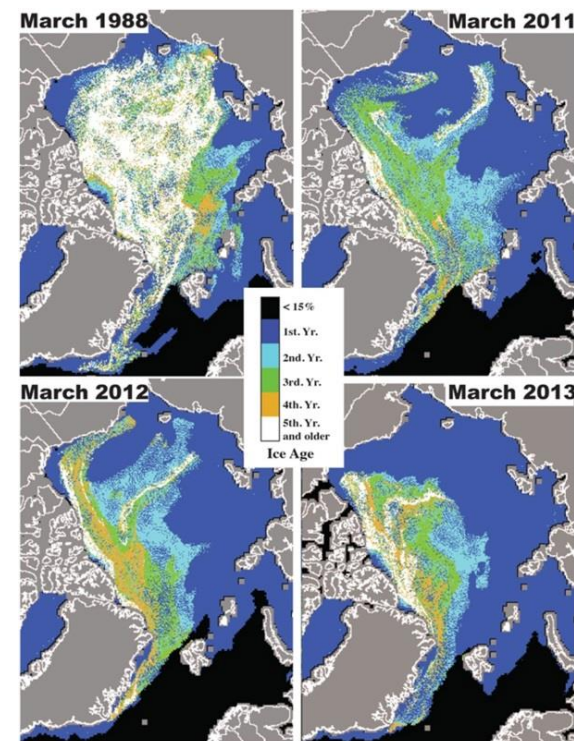 March 1988
March 2011
< 15%
1st. Yr.
2nd. Yr.
3rd. Yr.
4th. Yr.
5th. Yr.
and older
Ice Age
March 2012
March 2013